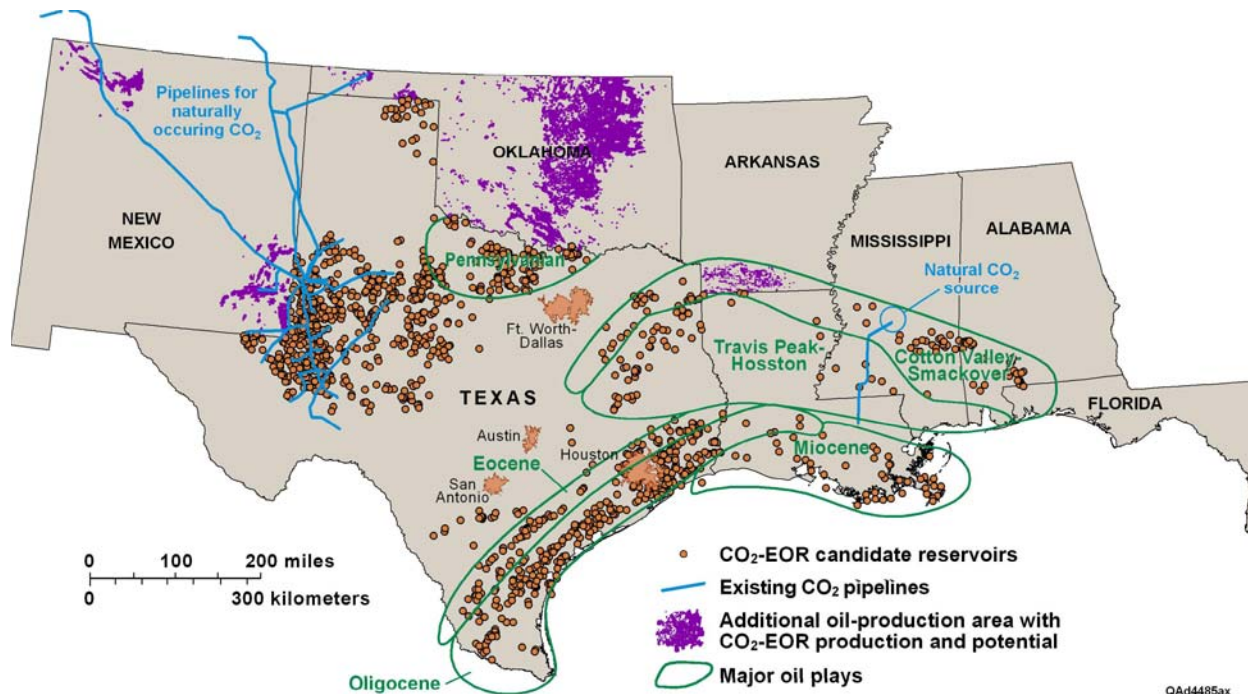 Pipelines for
naturally
occuring CO₂
OKLAHOMA
ARKANSAS
NEW
MEXICO
MISSISSIPPI
ALABAMA
Pennsylvanian
Natural CO₂
source
Ft. Worth-
Dallas
Travis Peak-
Hosston
Cotton Valley
Smackover
TEXAS
FLORIDA
Austin
Houston
Miocene
Eocene
San
Antonio
0 100 200 miles
0 300 kilometers
CO₂-EOR candidate reservoirs
Existing CO₂ pipelines
Additional oil-production area with
CO₂-EOR production and potential
Major oil plays
Oligocene
QAd4485ax